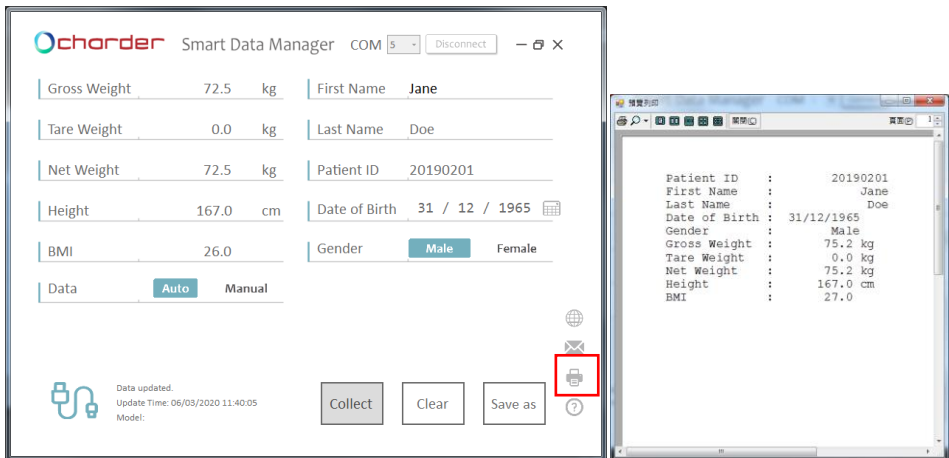 charder Smart Data Manager COM 5 Disconnect
Gross Weight 72.5 kg First Name Jane
Tare Weight 0.0 kg Last Name Doe
Net Weight 72.5 kg Patient ID 20190201
Height 167.0 cm Date of Birth 31 / 12 / 1965
BMI 26.0 Gender Male Female
Data Auto Manual
Data updated.
Update Time: 06/03/2020 11:40:05
Model:
Collect Clear Save as
預覽列印
關閉(C) 頁面(P) 1
Patient ID : 20190201
First Name : Jane
Last Name : Doe
Date of Birth : 31/12/1965
Gender : Male
Gross Weight : 75.2 kg
Tare Weight : 0.0 kg
Net Weight : 75.2 kg
Height : 167.0 cm
BMI : 27.0